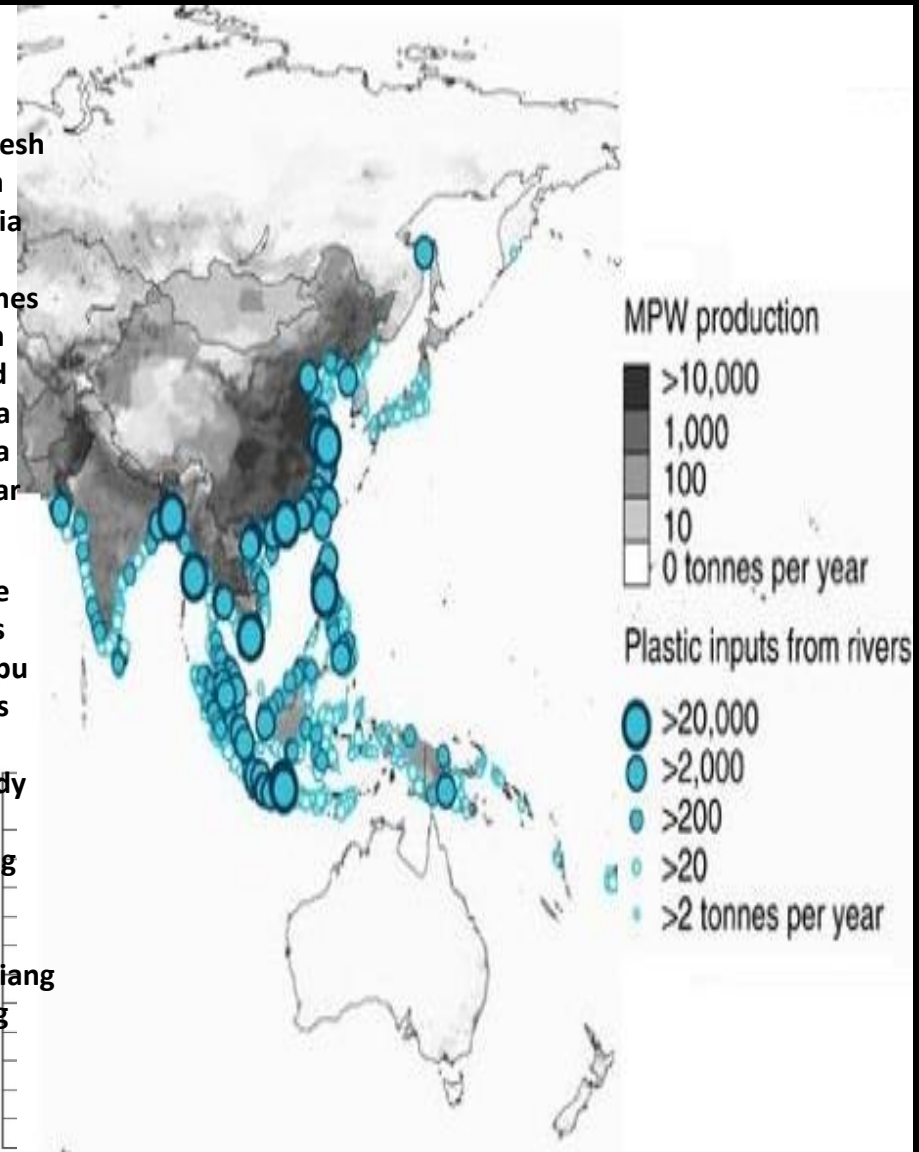 esh
ia
nes
d
a
a
ar
e
s
bu
s
dy
g
iang
g
MPW production
>10,000
1,000
100
10
0 tonnes per year
Plastic inputs from rivers
>20,000
>2,000
>200
>20
>2 tonnes per year